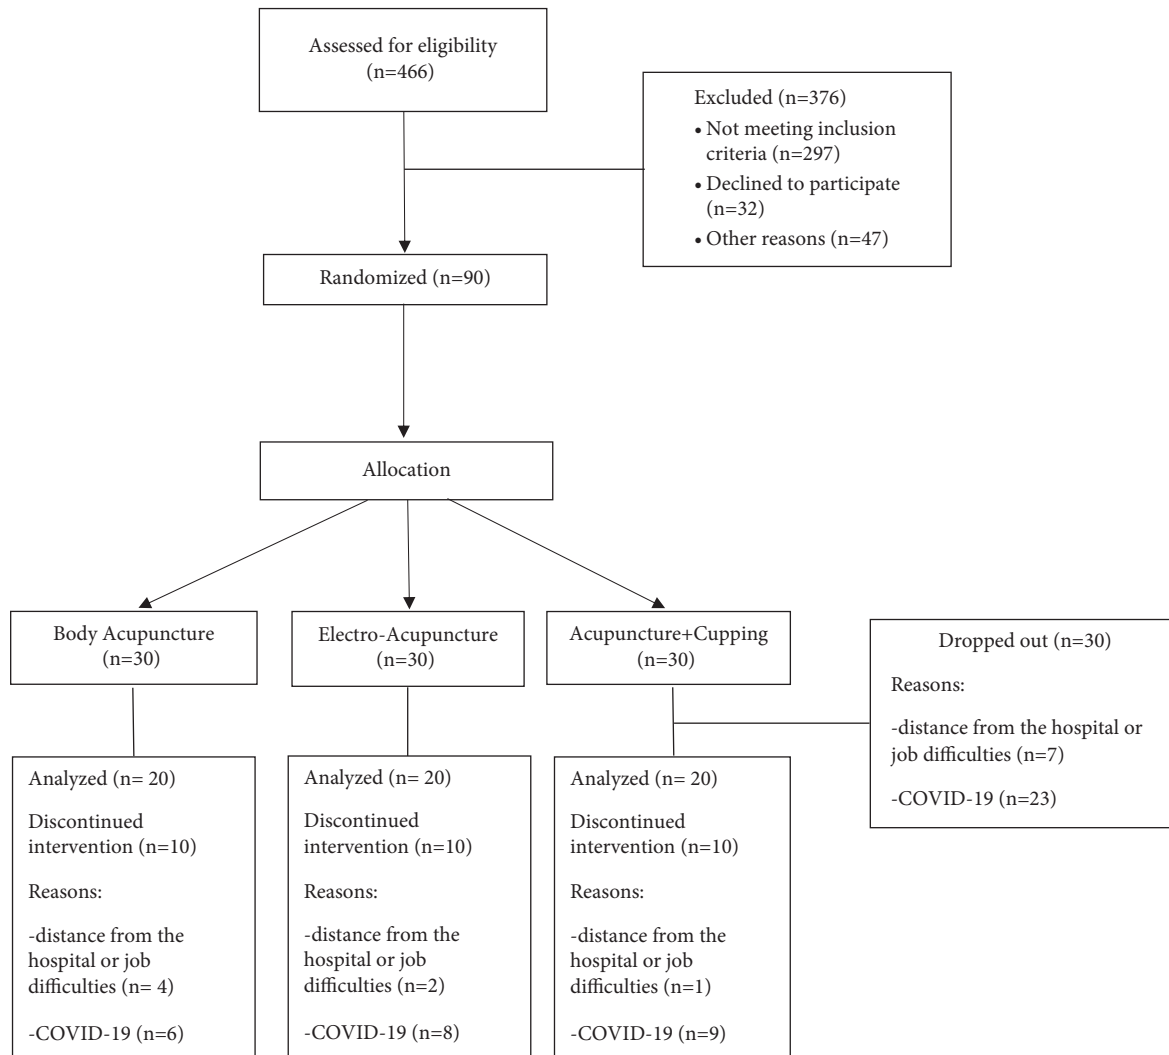 Assessed for eligibility
(n=466)
Excluded (n=376)
• Not meeting inclusion
criteria (n=297)
• Declined to participate
(n=32)
• Other reasons (n=47)
Randomized (n=90)
Allocation
Body Acupuncture
(n=30)
Electro-Acupuncture
(n=30)
Acupuncture+Cupping
(n=30)
Dropped out (n=30)
Reasons:
-distance from the hospital or
job difficulties (n=7)
-COVID-19 (n=23)
Analyzed (n= 20)
Discontinued
intervention (n=10)
Reasons:
-distance from the
hospital or job
difficulties (n= 4)
-COVID-19 (n=6)
Analyzed (n= 20)
Discontinued
intervention (n=10)
Reasons:
-distance from the
hospital or job
difficulties (n=2)
-COVID-19 (n=8)
Analyzed (n= 20)
Discontinued
intervention (n=10)
Reasons:
-distance from the
hospital or job
difficulties (n=1)
-COVID-19 (n=9)